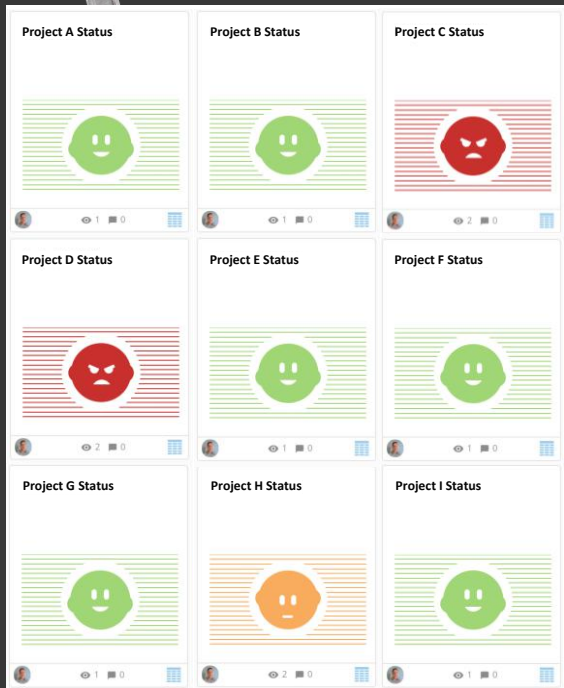 Project A Status
Project B Status
Project C Status
1 0
1 0
2 0
Project D Status
Project E Status
Project F Status
2 0
1 0
1 0
Project G Status
Project H Status
Project I Status
1 0
2 0
1 0